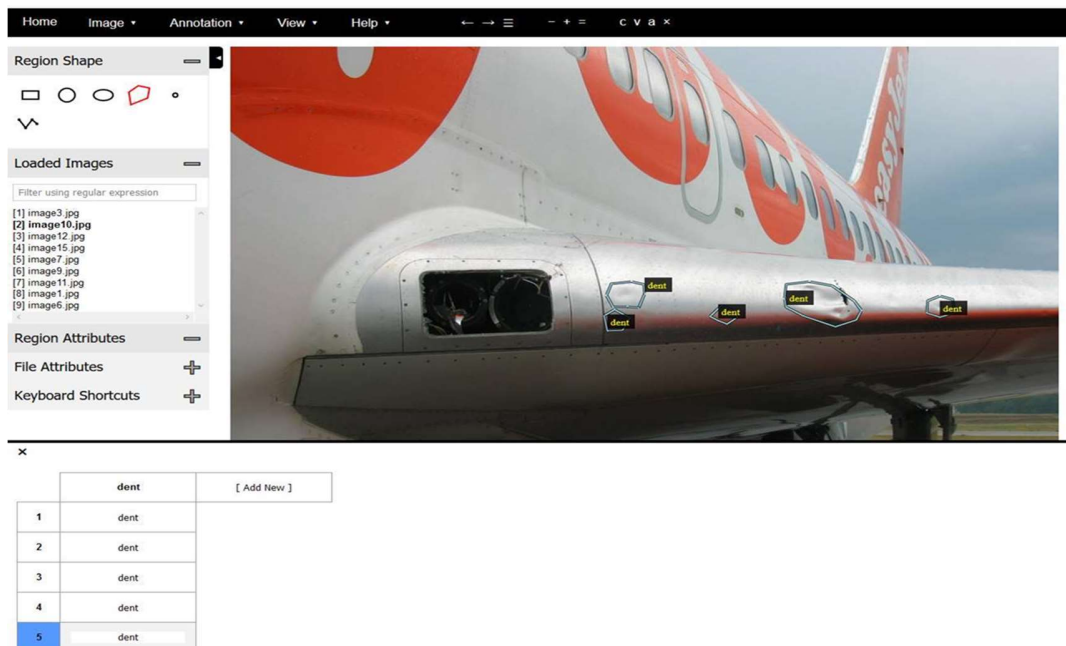 Home Image ▾ Annotation ▾ View ▾ Help ▾ ← → ☰ − + = c v a ×
Region Shape
Loaded Images
Filter using regular expression
[1] image3.jpg
[2] image10.jpg
[3] image12.jpg
[4] image15.jpg
[5] image7.jpg
[6] image9.jpg
[7] image11.jpg
[8] image1.jpg
[9] image6.jpg
Region Attributes
File Attributes
Keyboard Shortcuts
easyJet
dent
dent
dent
dent
dent
×
dent [ Add New ]
1 dent
2 dent
3 dent
4 dent
5 dent